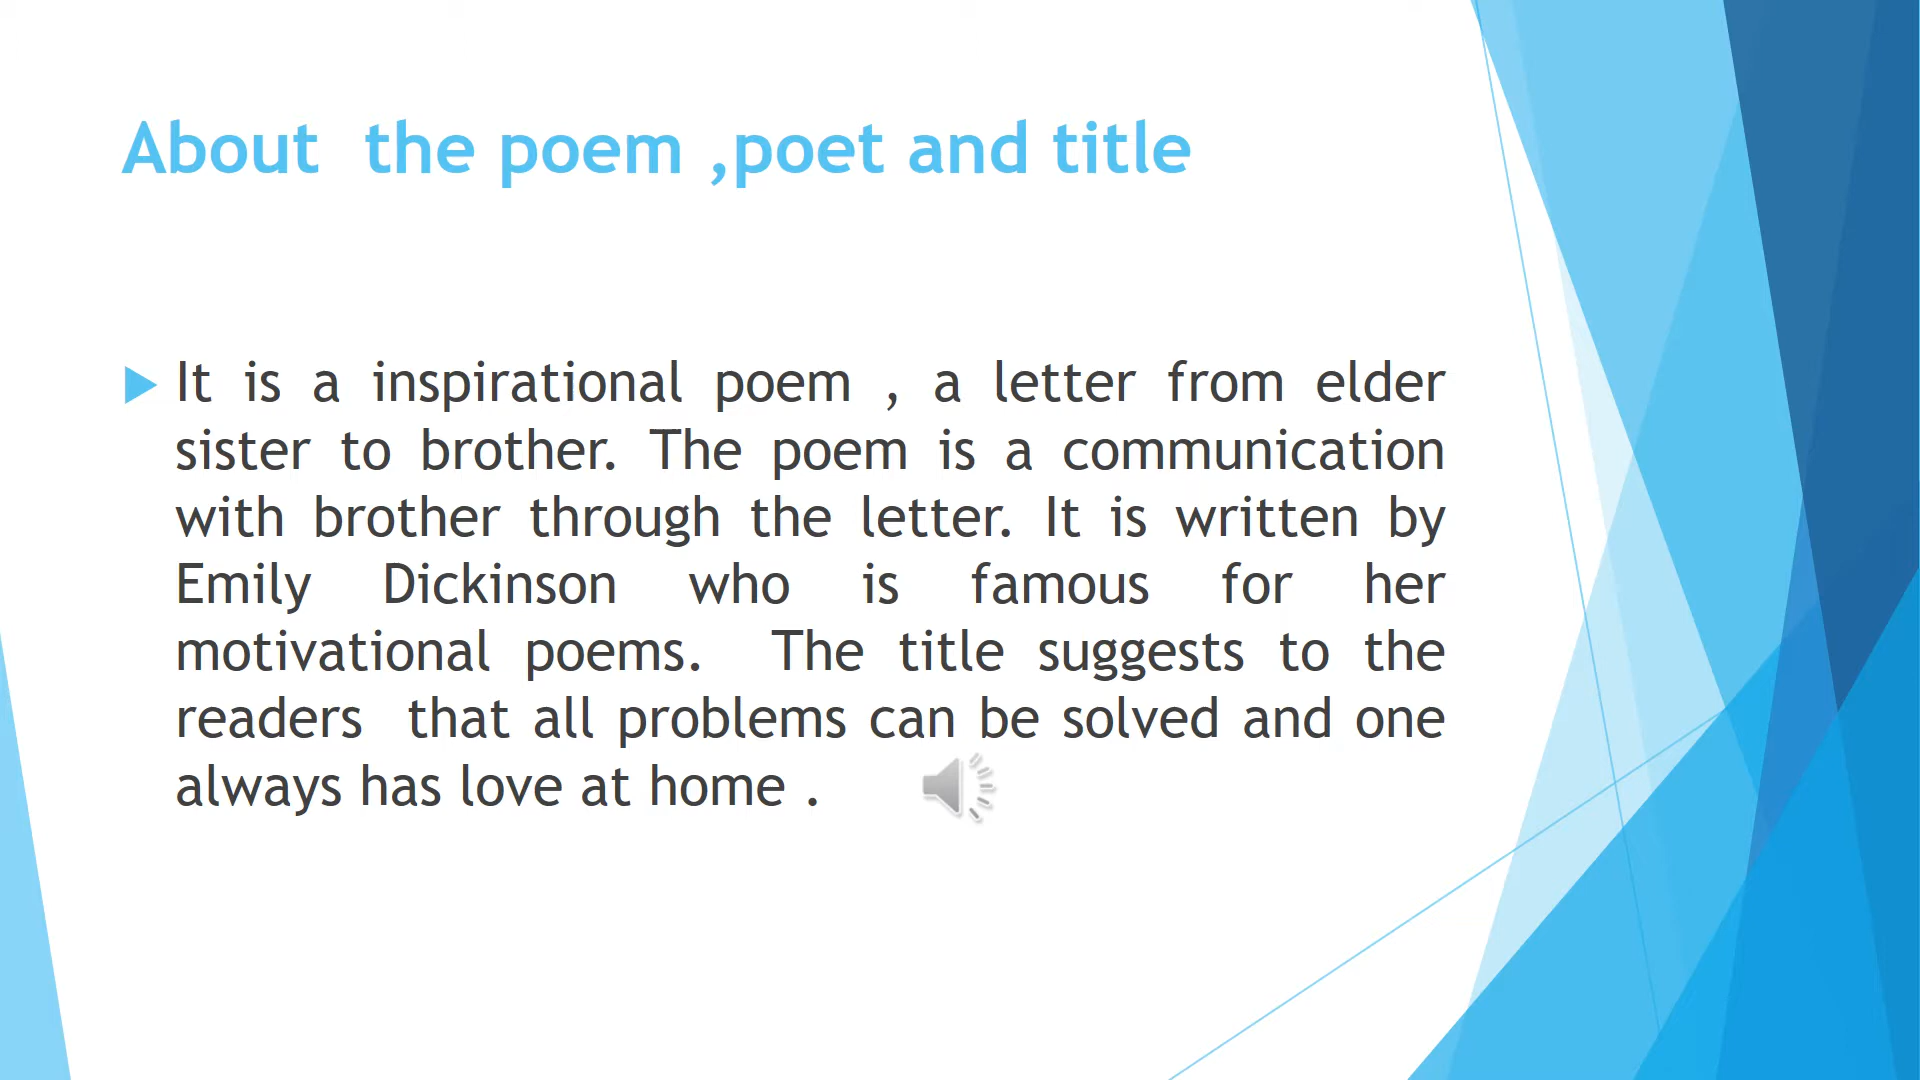 About the poem ,poet and title
It is a inspirational poem , a letter from elder
sister to brother. The poem is a communication
with brother through the letter. It is written by
Emily Dickinson who is famous for her
motivational poems. The title suggests to the
readers that all problems can be solved and one
always has love at home .